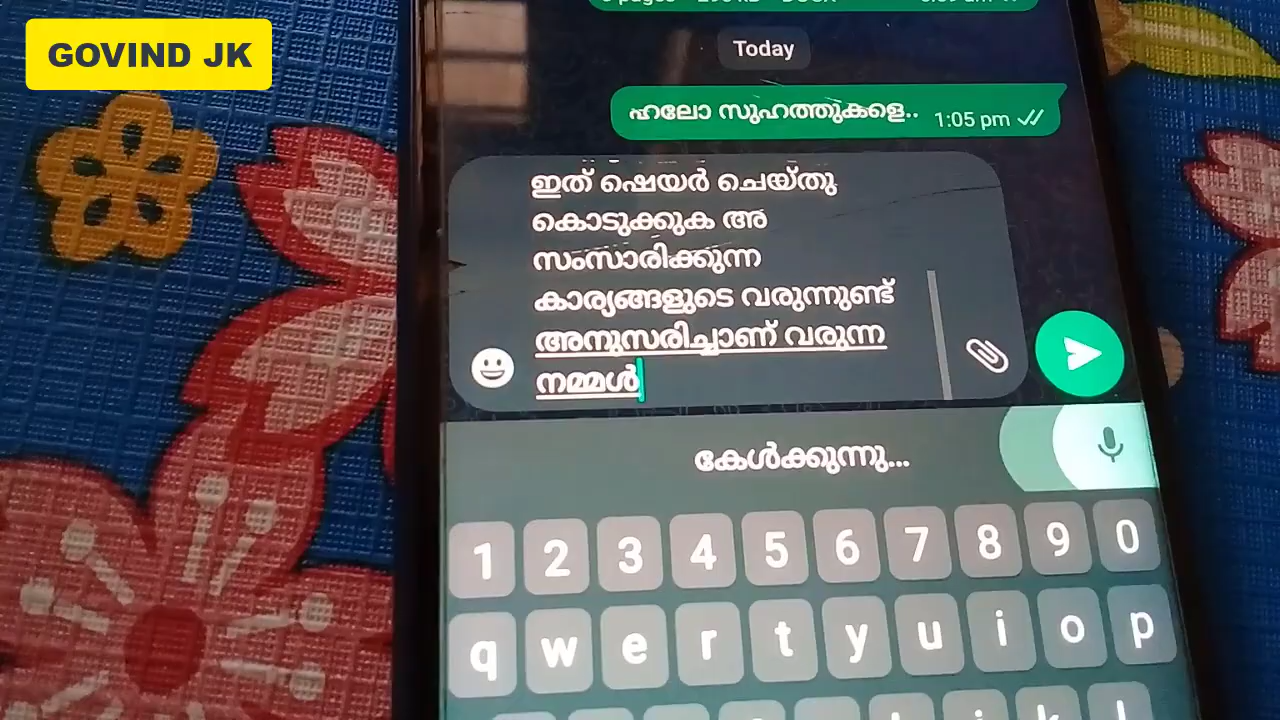 GOVIND JK
Today
ഹലോ സുഹത്തുകളെ..
1:05 pm
ഇത് ഷെയർ ചെയ്തു
കൊടുക്കുക അ
സംസാരിക്കുന്ന
കാര്യങ്ങളുടെ വരുന്നുണ്ട്
അനുസരിച്ചാണ് വരുന്ന
നമ്മൾ
കേൾക്കുന്നു...
1 2 3 4 5 6 7 8 9 0
q w e r t y u i o p